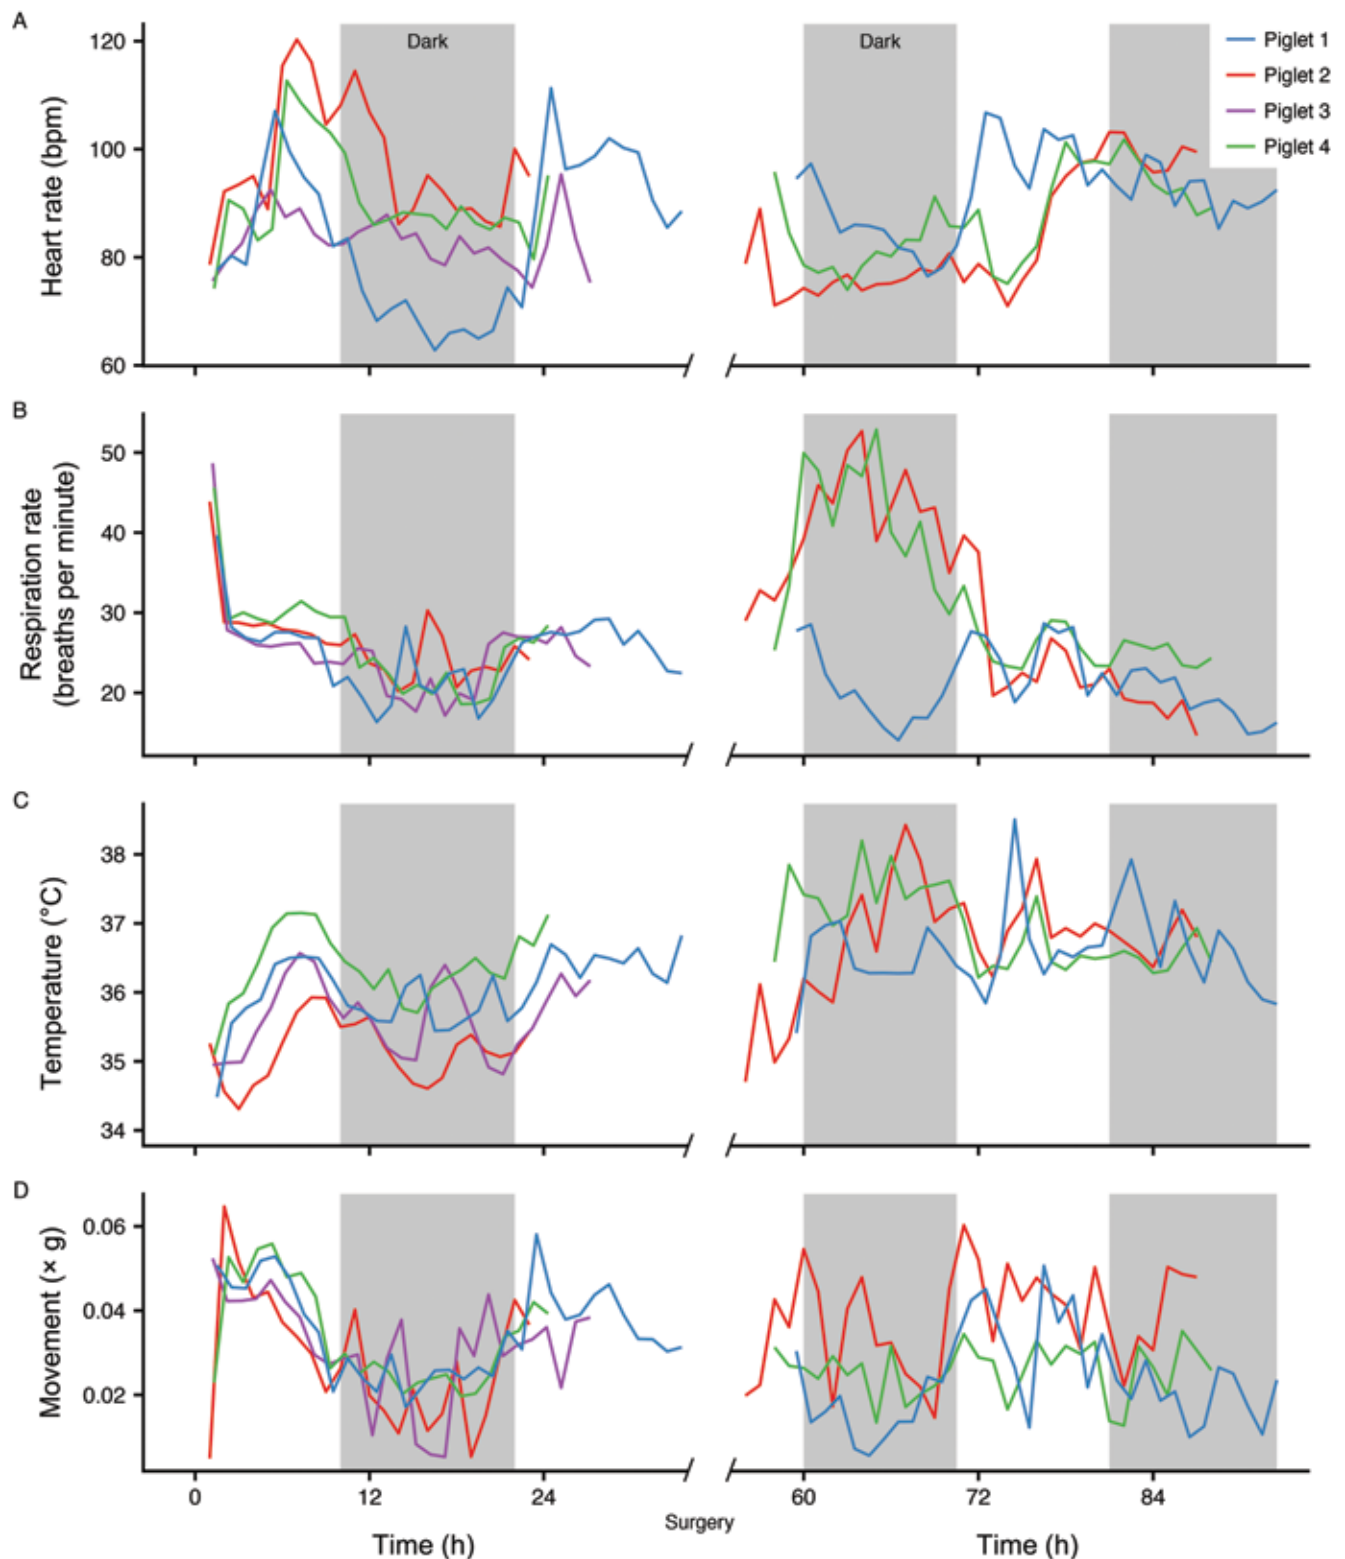 A
Heart rate (bpm)
120
100
80
60
Dark
Dark
Piglet 1
Piglet 2
Piglet 3
Piglet 4
B
Respiration rate
(breaths per minute)
50
40
30
20
C
Temperature (°C)
38
37
36
35
34
D
Movement (× g)
0.06
0.04
0.02
0
12
24
60
72
84
Surgery
Time (h)
Time (h)